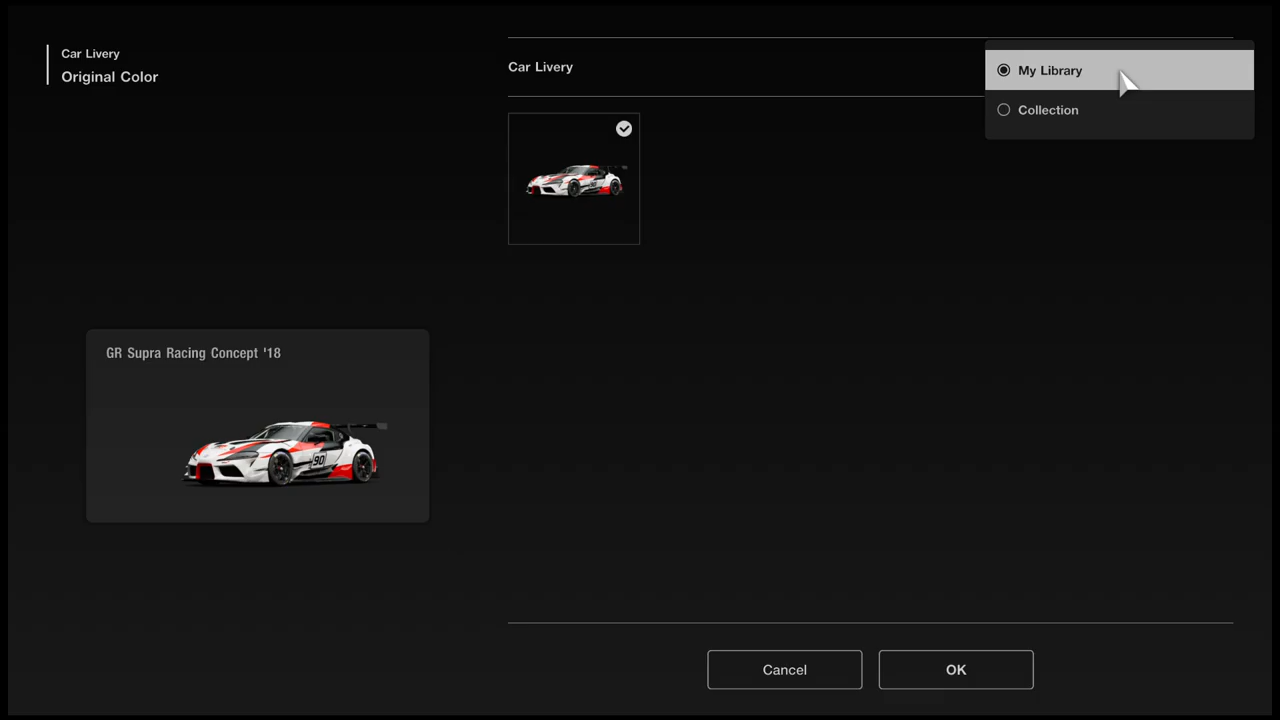 Car Livery
Original Color
Car Livery
My Library
Collection
GR Supra Racing Concept '18
90
Cancel
OK